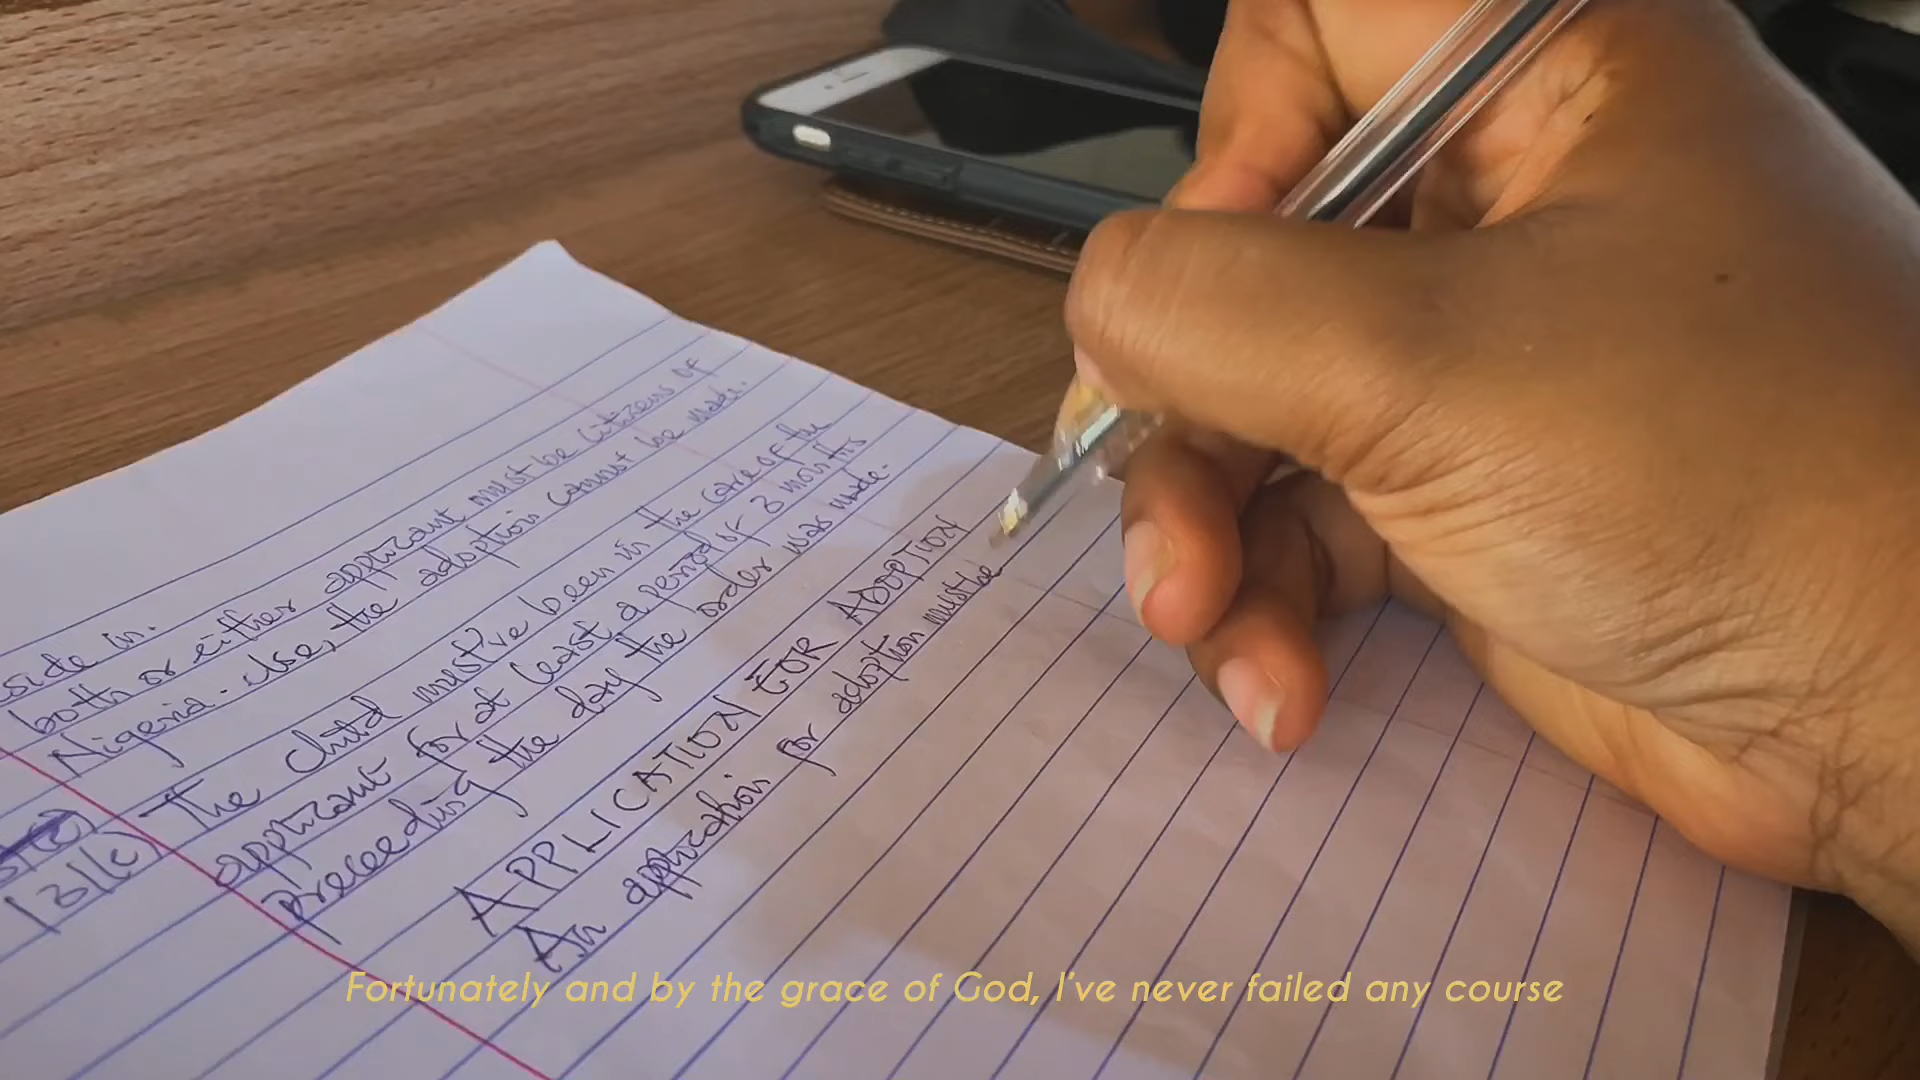 side in.
both or either applicant must be citizens of
Nigeria. Use, the adoption cannot be made.
131(c) The child must've been in the care of the
applicant for at least a period of 3 months
preceeding the day the order was made.
APPLICATION FOR ADOPTION
An application for adoption must be
Fortunately and by the grace of God, I've never failed any course